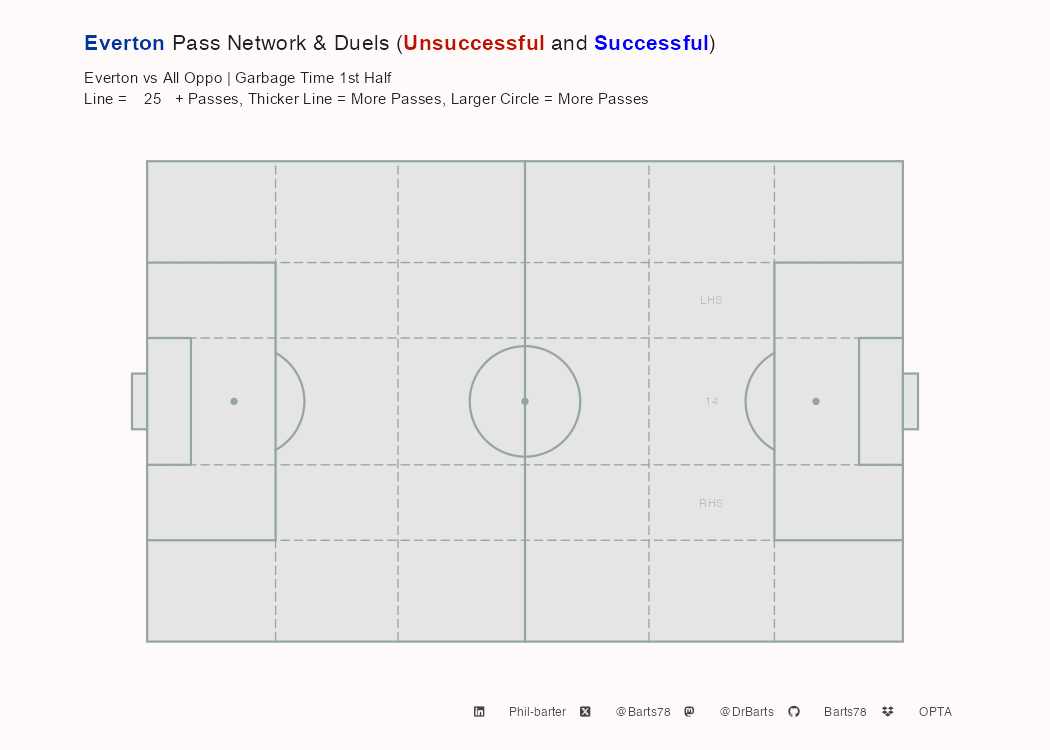 Everton Pass Network & Duels (Unsuccessful and Successful)
Everton vs All Oppo | Garbage Time 1st Half
Line = 25 + Passes, Thicker Line = More Passes, Larger Circle = More Passes
LHS
14
RHS
Phil-barter @Barts78 @DrBarts Barts78 OPTA